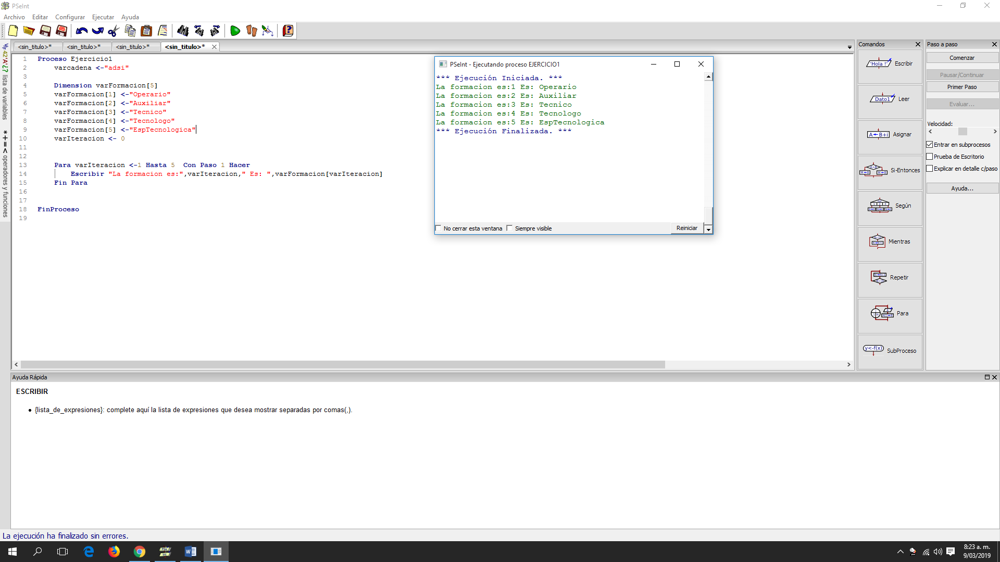 PSeInt
Archivo Editar Configurar Ejecutar Ayuda
<sin_titulo>* <sin_titulo>* <sin_titulo>* <sin_titulo>*
lista de variables
*+=< operadores y funciones
1 Proceso Ejercicio1
2 varcadena <-"adsi"
3
4 Dimension varFormacion[5]
5 varFormacion[1] <-"Operario"
6 varFormacion[2] <-"Auxiliar"
7 varFormacion[3] <-"Tecnico"
8 varFormacion[4] <-"Tecnologo"
9 varFormacion[5] <-"EspTecnologica"
10 varIteracion <- 0
11
12
13 Para varIteracion <-1 Hasta 5 Con Paso 1 Hacer
14 Escribir "La formacion es:",varIteracion," Es: ",varFormacion[varIteracion]
15 Fin Para
16
17
18 FinProceso
19
PSeInt - Ejecutando proceso EJERCICIO1
*** Ejecución Iniciada. ***
La formacion es:1 Es: Operario
La formacion es:2 Es: Auxiliar
La formacion es:3 Es: Tecnico
La formacion es:4 Es: Tecnologo
La formacion es:5 Es: EspTecnologica
*** Ejecución Finalizada. ***
No cerrar esta ventana Siempre visible Reiniciar
Comandos
'Hola !' Escribir
Dato1 Leer
A←B+i Asignar
Si-Entonces
Según
Mientras
Repetir
Para
y<-f(x) SubProceso
Paso a paso
Comenzar
Pausar/Continuar
Primer Paso
Evaluar...
Velocidad:
Entrar en subprocesos
Prueba de Escritorio
Explicar en detalle c/paso
Ayuda...
Ayuda Rápida
ESCRIBIR
• {lista_de_expresiones}: complete aquí la lista de expresiones que desea mostrar separadas por comas(,).
La ejecución ha finalizado sin errores.
8:23 a. m.
9/03/2019